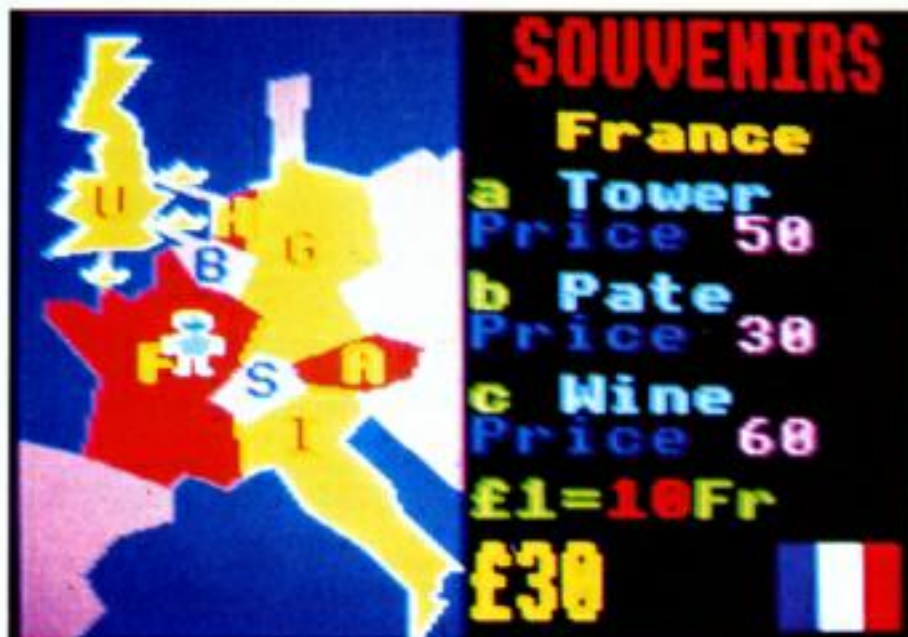 SOUVENIRS
France
a Tower
Price 50
b Pate
Price 30
c Wine
Price 60
£1=10Fr
£30
U
H
G
B
F
S
A
I